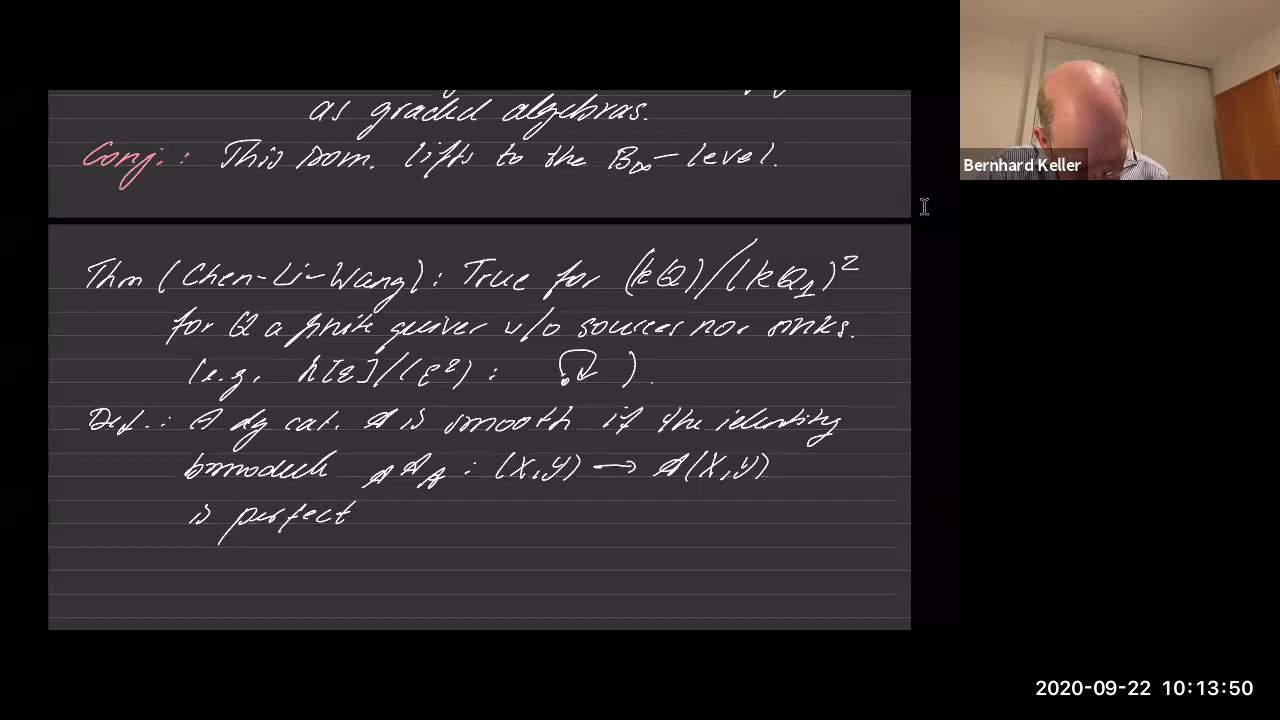 as graded algebras.
Conj.: This isom. lifts to the B∞-level.
Thm (Chen-Li-Wang): True for (kQ)/(kQ₁)²
for Q a finite quiver w/o sources nor sinks.
(e.g. k[ε]/(ε²): ).
Def.: A dg cat. A is smooth if the identity
bimodule AAA : (X,Y) → A(X,Y)
is perfect
Bernhard Keller
2020-09-22 10:13:50